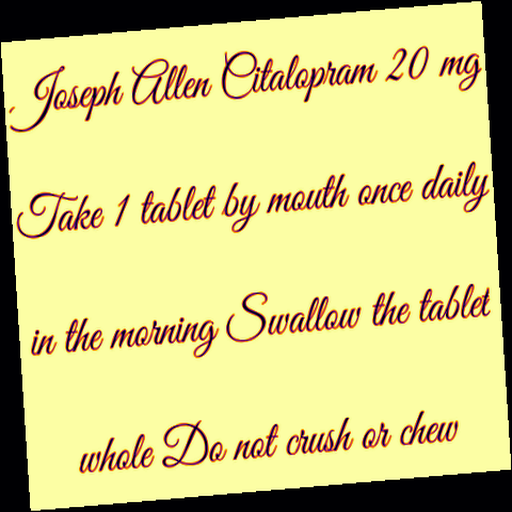 Joseph Allen Citalopram 20 mg
Take 1 tablet by mouth once daily
in the morning Swallow the tablet
whole Do not crush or chew